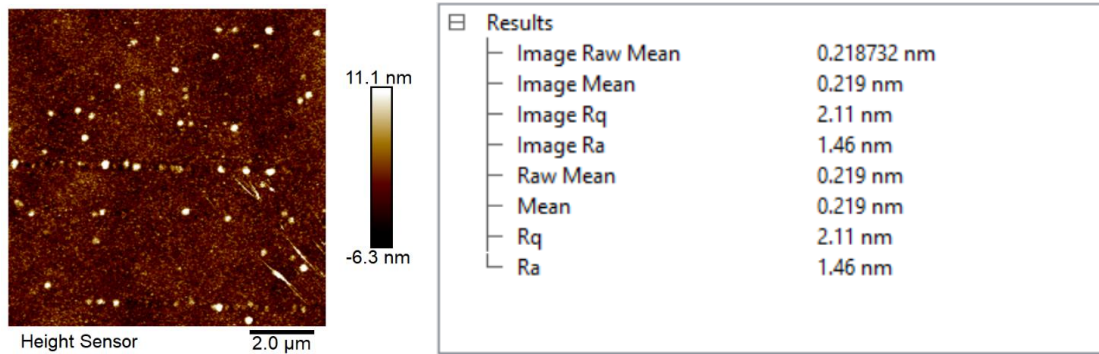 11.1 nm
-6.3 nm
Height Sensor
2.0 µm
Results
Image Raw Mean 0.218732 nm
Image Mean 0.219 nm
Image Rq 2.11 nm
Image Ra 1.46 nm
Raw Mean 0.219 nm
Mean 0.219 nm
Rq 2.11 nm
Ra 1.46 nm